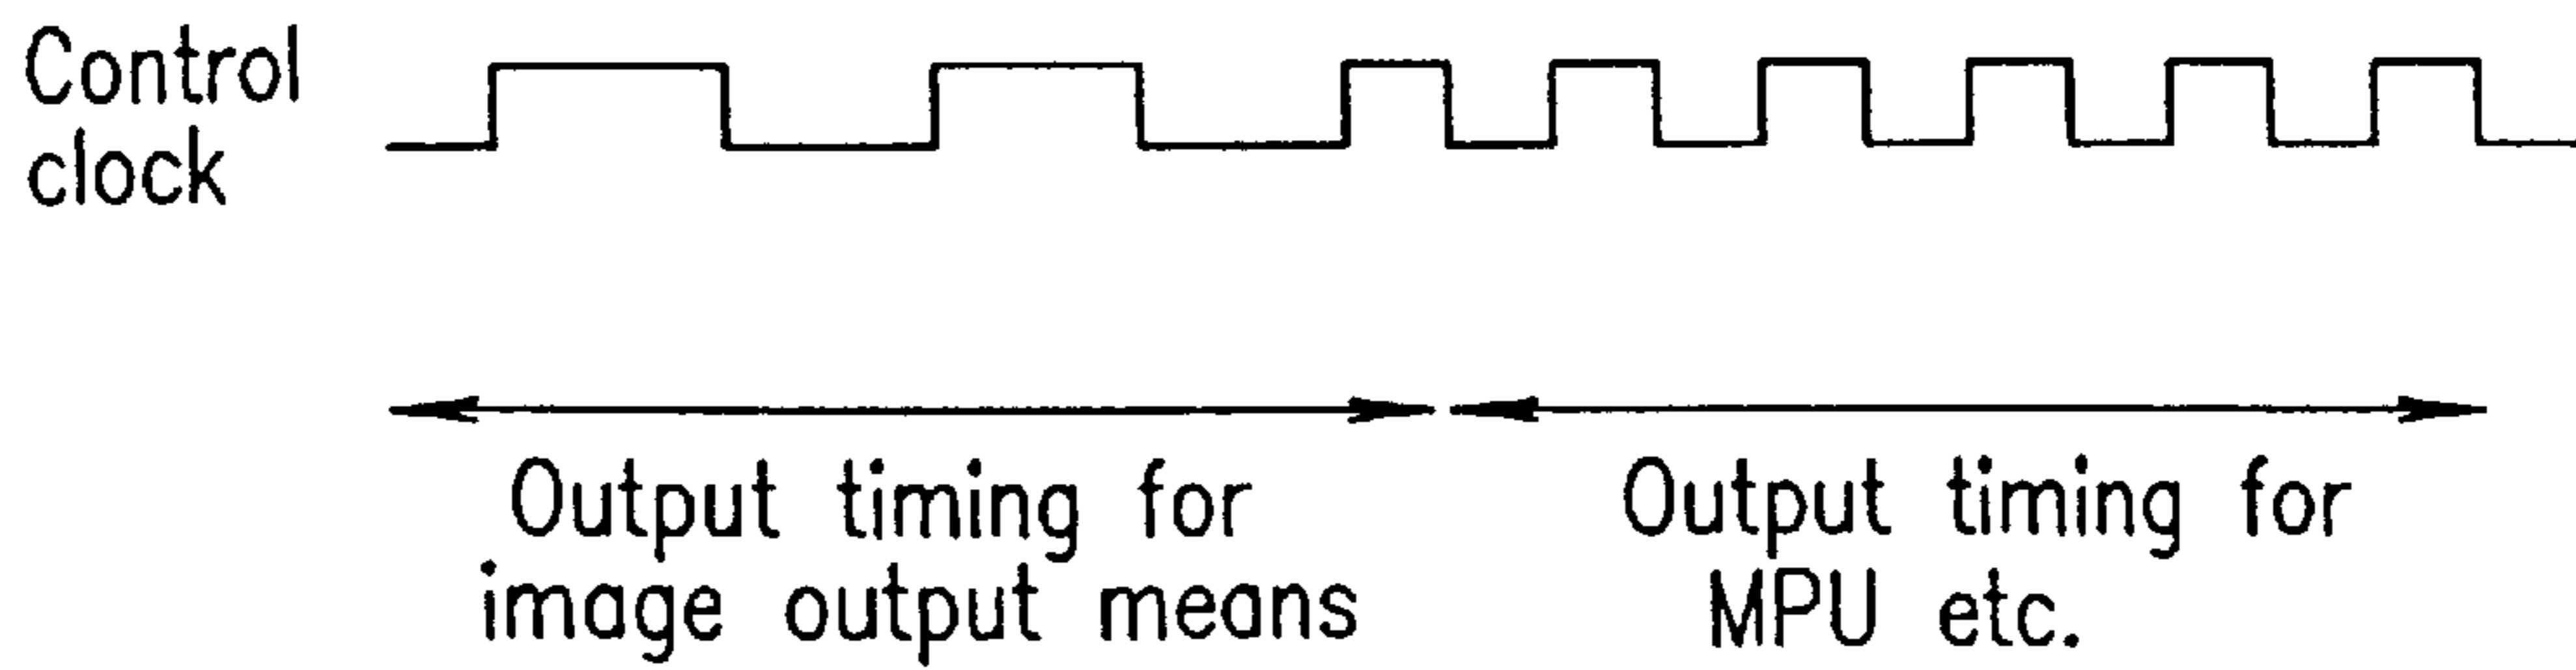 Control
clock
Output timing for
image output means
Output timing for
MPU etc.